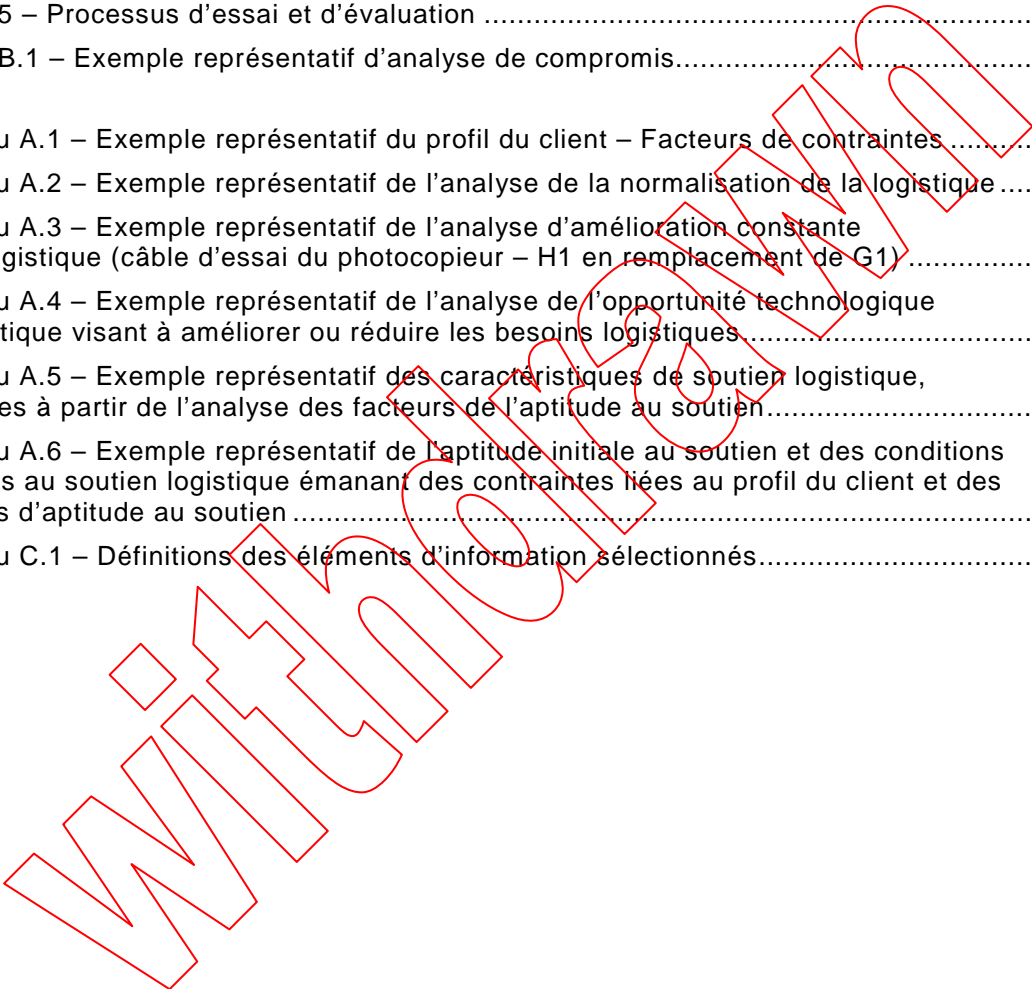 5 – Processus d'essai et d'évaluation ....................................................................
B.1 – Exemple représentatif d'analyse de compromis............................................
u A.1 – Exemple représentatif du profil du client – Facteurs de contraintes ..........
u A.2 – Exemple représentatif de l'analyse de la normalisation de la logistique ....
u A.3 – Exemple représentatif de l'analyse d'amélioration constante
gistique (câble d'essai du photocopieur – H1 en remplacement de G1) ...............
u A.4 – Exemple représentatif de l'analyse de l'opportunité technologique
tique visant à améliorer ou réduire les besoins logistiques...................................
u A.5 – Exemple représentatif des caractéristiques de soutien logistique,
es à partir de l'analyse des facteurs de l'aptitude au soutien................................
u A.6 – Exemple représentatif de l'aptitude initiale au soutien et des conditions
s au soutien logistique émanant des contraintes liées au profil du client et des
s d'aptitude au soutien ..........................................................................................
u C.1 – Définitions des éléments d'information sélectionnés.................................
withdrawn